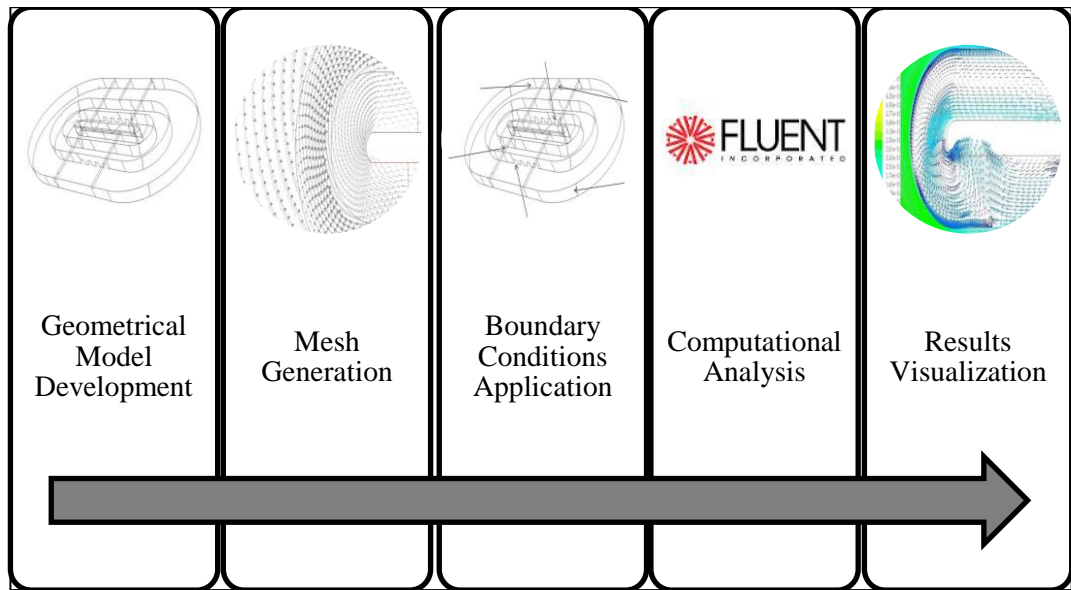 FLUENT
INCORPORATED
Geometrical
Model
Development
Mesh
Generation
Boundary
Conditions
Application
Computational
Analysis
Results
Visualization